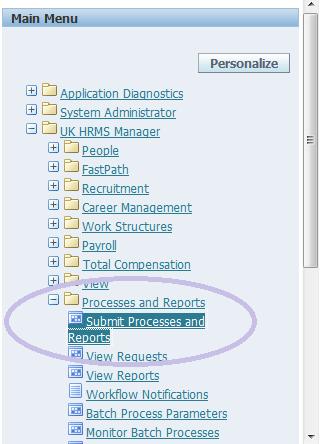 Main Menu
Personalize
Application Diagnostics
System Administrator
UK HRMS Manager
People
FastPath
Recruitment
Career Management
Work Structures
Payroll
Total Compensation
View
Processes and Reports
Submit Processes and
Reports
View Requests
View Reports
Workflow Notifications
Batch Process Parameters
Monitor Batch Processes